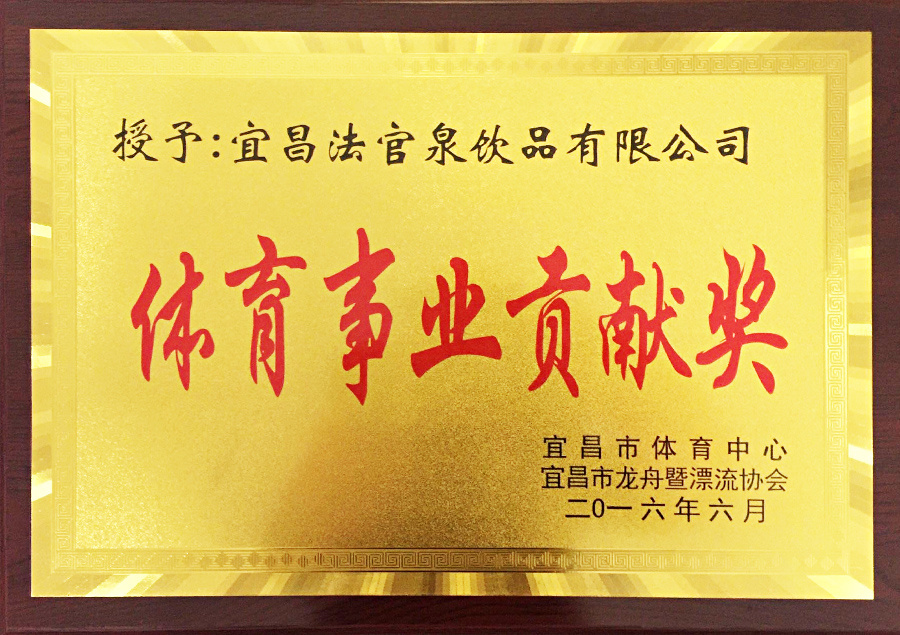 授予:宜昌法官泉饮品有限公司
体育事业贡献奖
宜昌市体育中心
宜昌市龙舟暨漂流协会
二0一六年六月